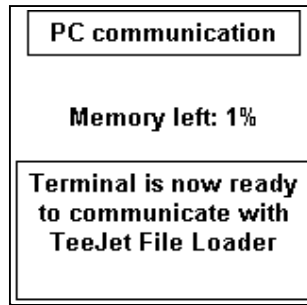 PC communication
Memory left: 1%
Terminal is now ready
to communicate with
TeeJet File Loader